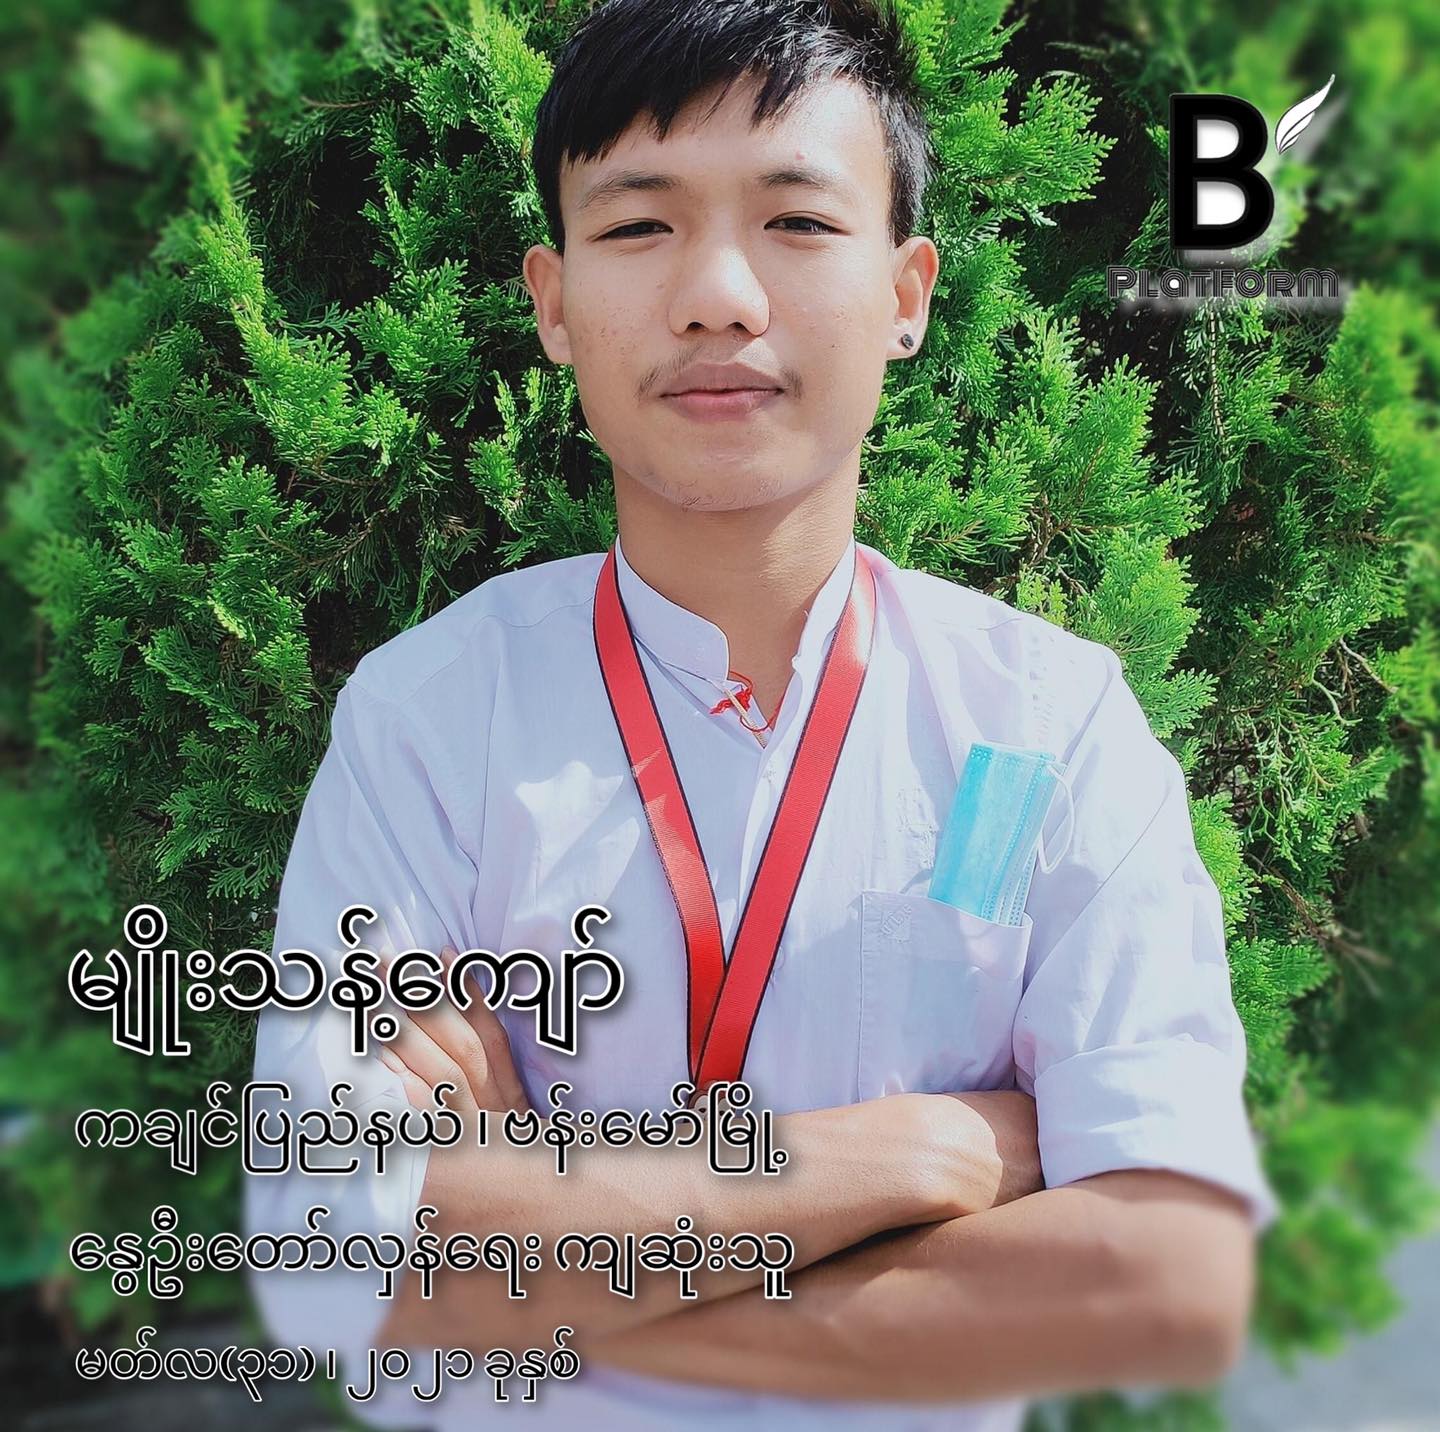 B
PLaTFORM
မျိုးသန့်ကျော်
ကချင်ပြည်နယ် ၊ ဗန်းမော်မြို့
နွေဦးတော်လှန်ရေး ကျဆုံးသူ
မတ်လ(၃၁) ၊ ၂၀၂၁ ခုနှစ်